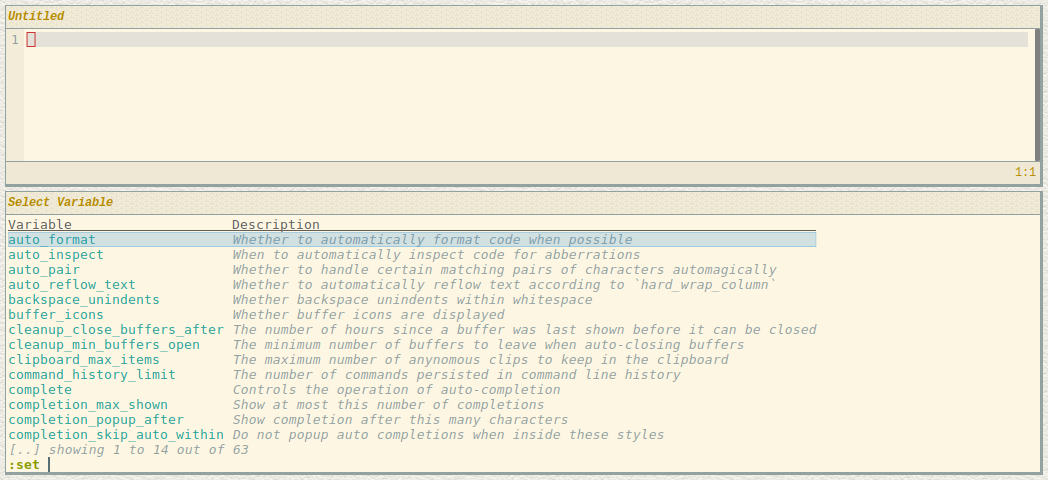 Untitled
1
1:1
Select Variable
Variable Description
auto_format Whether to automatically format code when possible
auto_inspect When to automatically inspect code for abberrations
auto_pair Whether to handle certain matching pairs of characters automagically
auto_reflow_text Whether to automatically reflow text according to `hard_wrap_column`
backspace_unindents Whether backspace unindents within whitespace
buffer_icons Whether buffer icons are displayed
cleanup_close_buffers_after The number of hours since a buffer was last shown before it can be closed
cleanup_min_buffers_open The minimum number of buffers to leave when auto-closing buffers
clipboard_max_items The maximum number of anynomous clips to keep in the clipboard
command_history_limit The number of commands persisted in command line history
complete Controls the operation of auto-completion
completion_max_shown Show at most this number of completions
completion_popup_after Show completion after this many characters
completion_skip_auto_within Do not popup auto completions when inside these styles
[..] showing 1 to 14 out of 63
:set